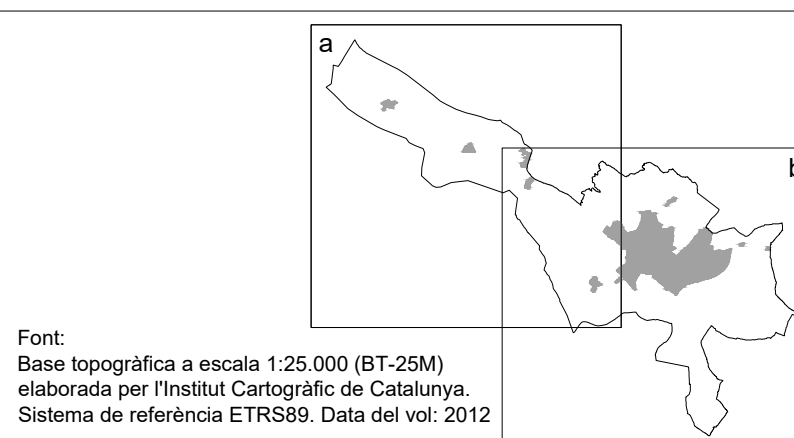 a
b
Font:
Base topogràfica a escala 1:25.000 (BT-25M)
elaborada per l'Institut Cartogràfic de Catalunya.
Sistema de referència ETRS89. Data del vol: 2012